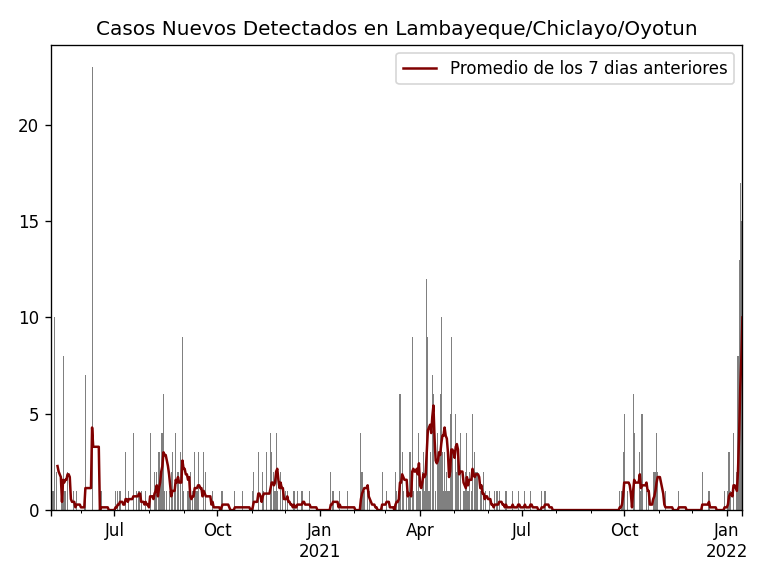 Casos Nuevos Detectados en Lambayeque/Chiclayo/Oyotun
Promedio de los 7 dias anteriores
20
15
10
5
0
Jul Oct Jan Apr Jul Oct Jan
2021 2022